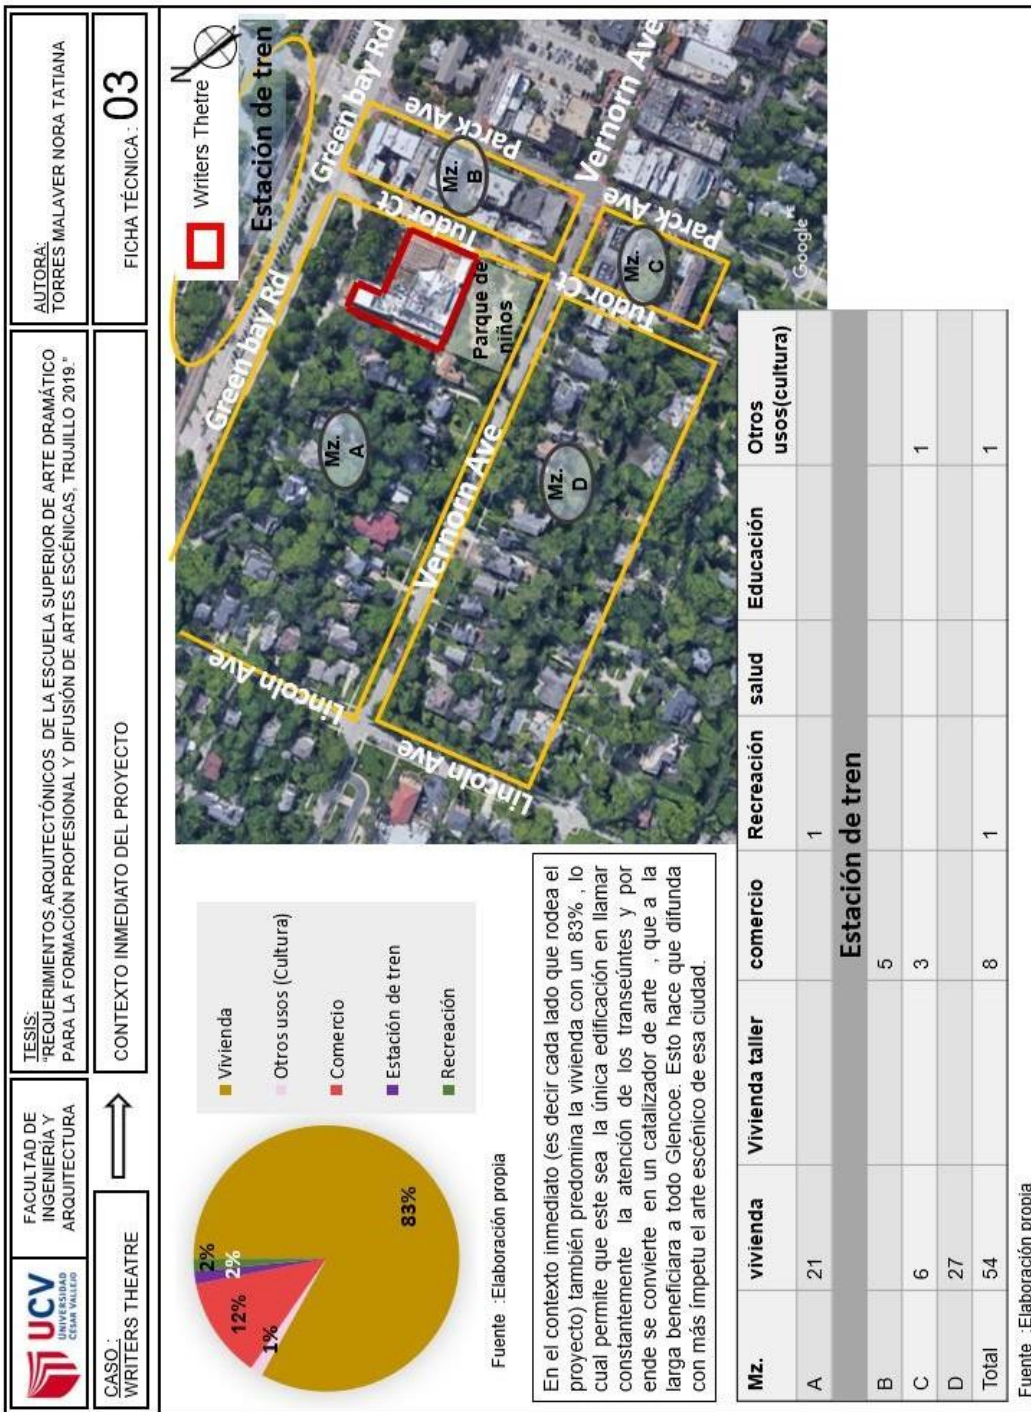 UCV
UNIVERSIDAD
CESAR VALLEJO
FACULTAD DE
INGENIERÍA Y
ARQUITECTURA
TESIS:
"REQUERIMIENTOS ARQUITECTÓNICOS DE LA ESCUELA SUPERIOR DE ARTE DRAMÁTICO
PARA LA FORMACIÓN PROFESIONAL Y DIFUSIÓN DE ARTES ESCÉNICAS, TRUJILLO 2019."
AUTORA:
TORRES MALAVER NORA TATIANA
CASO :
WRITERS THEATRE
CONTEXTO INMEDIATO DEL PROYECTO
FICHA TÉCNICA: 03
2%
2%
12%
1%
83%
Vivienda
Otros usos (Cultura)
Comercio
Estación de tren
Recreación
Fuente :Elaboración propia
En el contexto inmediato (es decir cada lado que rodea el
proyecto) también predomina la vivienda con un 83% , lo
cual permite que este sea la única edificación en llamar
constantemente la atención de los transeúntes y por
ende se convierte en un catalizador de arte , que a la
larga beneficiara a todo Glencoe. Esto hace que difunda
con más ímpetu el arte escénico de esa ciudad.
N
Writers Thetre
Estación de tren
Green bay Rd
Green bay Rd
Lincoln Ave
Lincoln Ave
Mz.
A
Tudor Ct
Mz.
B
Parck Ave
Parque de
niños
Vernorn Ave
Vernorn Ave
Mz.
D
Tudor Ct
Mz.
C
Parck Ave
Google
Mz. vivienda Vivienda taller comercio Recreación salud Educación Otros
usos(cultura)
A 21 1
Estación de tren
B 5
C 6 3 1
D 27
Total 54 8 1 1
Fuente :Elaboración propia